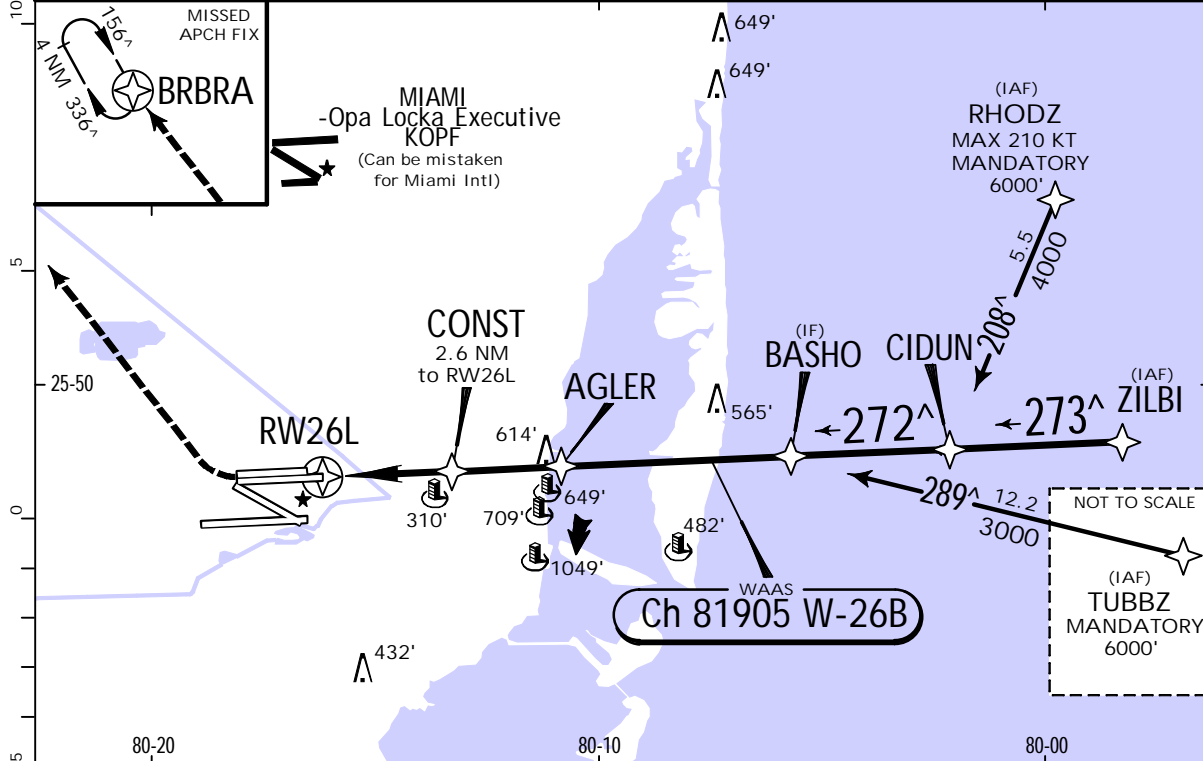 10
MISSED
APCH FIX
156^
4 NM 336^
BRBRA
MIAMI
-Opa Locka Executive
KOPF
(Can be mistaken
for Miami Intl)
649'
649'
(IAF)
RHODZ
MAX 210 KT
MANDATORY
6000'
5.5
4000
208^
5
CONST
2.6 NM
to RW26L
(IF)
BASHO
CIDUN
(IAF)
ZILBI
25-50
AGLER
565'
272^
273^
RW26L
614'
289^
12.2
3000
NOT TO SCALE
310'
649'
709'
482'
0
1049'
WAAS
Ch 81905 W-26B
(IAF)
TUBBZ
MANDATORY
6000'
432'
5
80-20
80-10
80-00